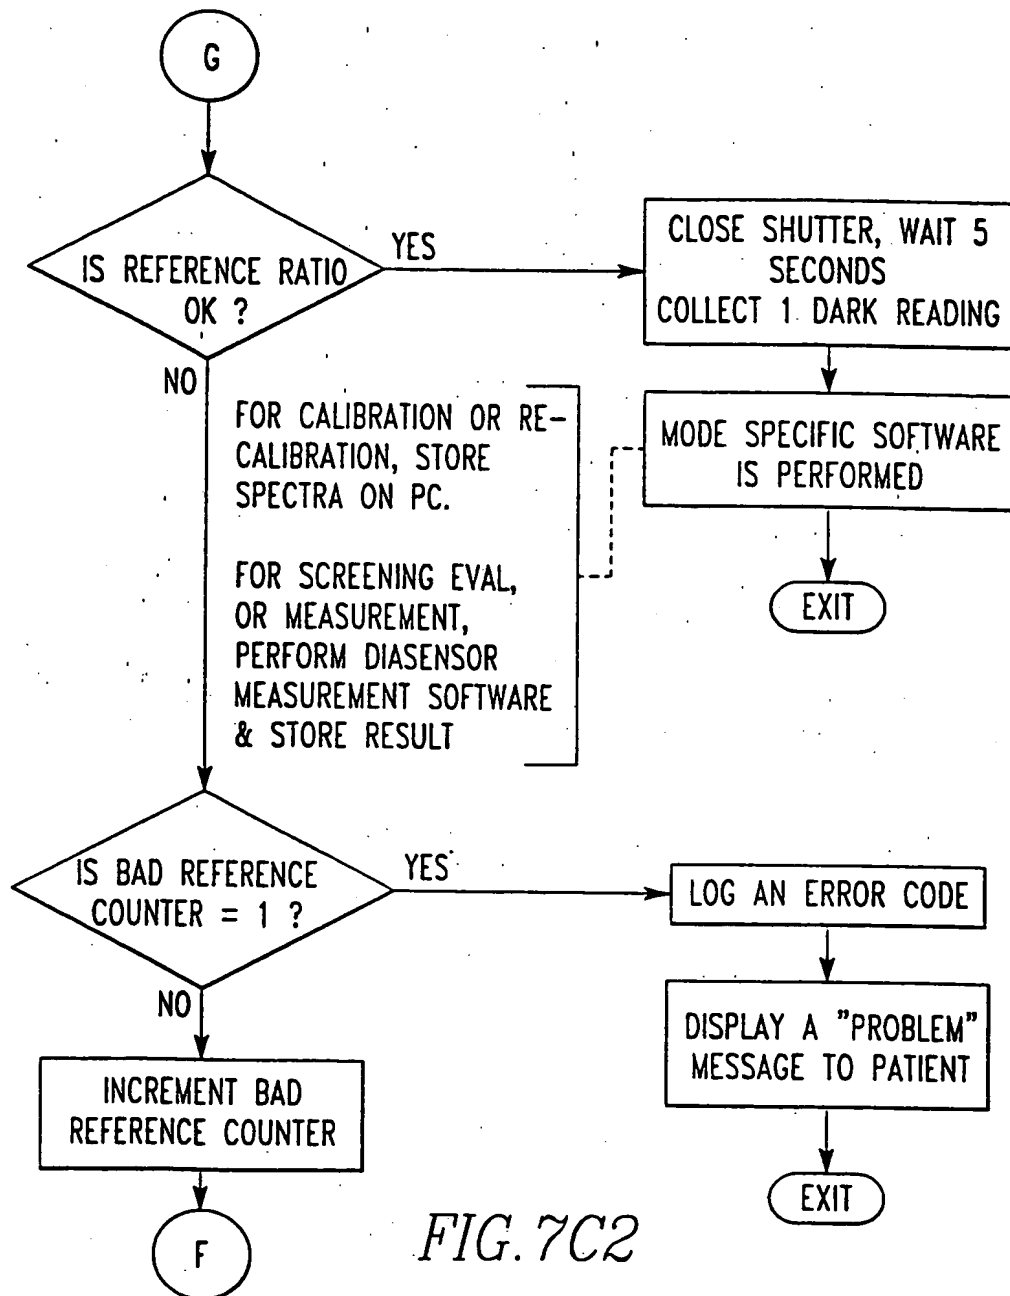 G
IS REFERENCE RATIO
OK ?
YES
CLOSE SHUTTER, WAIT 5
SECONDS
COLLECT 1 DARK READING
NO
FOR CALIBRATION OR RE-
CALIBRATION, STORE
SPECTRA ON PC.
FOR SCREENING EVAL,
OR MEASUREMENT,
PERFORM DIASENSOR
MEASUREMENT SOFTWARE
& STORE RESULT
MODE SPECIFIC SOFTWARE
IS PERFORMED
EXIT
IS BAD REFERENCE
COUNTER = 1 ?
YES
LOG AN ERROR CODE
NO
DISPLAY A "PROBLEM"
MESSAGE TO PATIENT
INCREMENT BAD
REFERENCE COUNTER
EXIT
F
FIG. 7C2